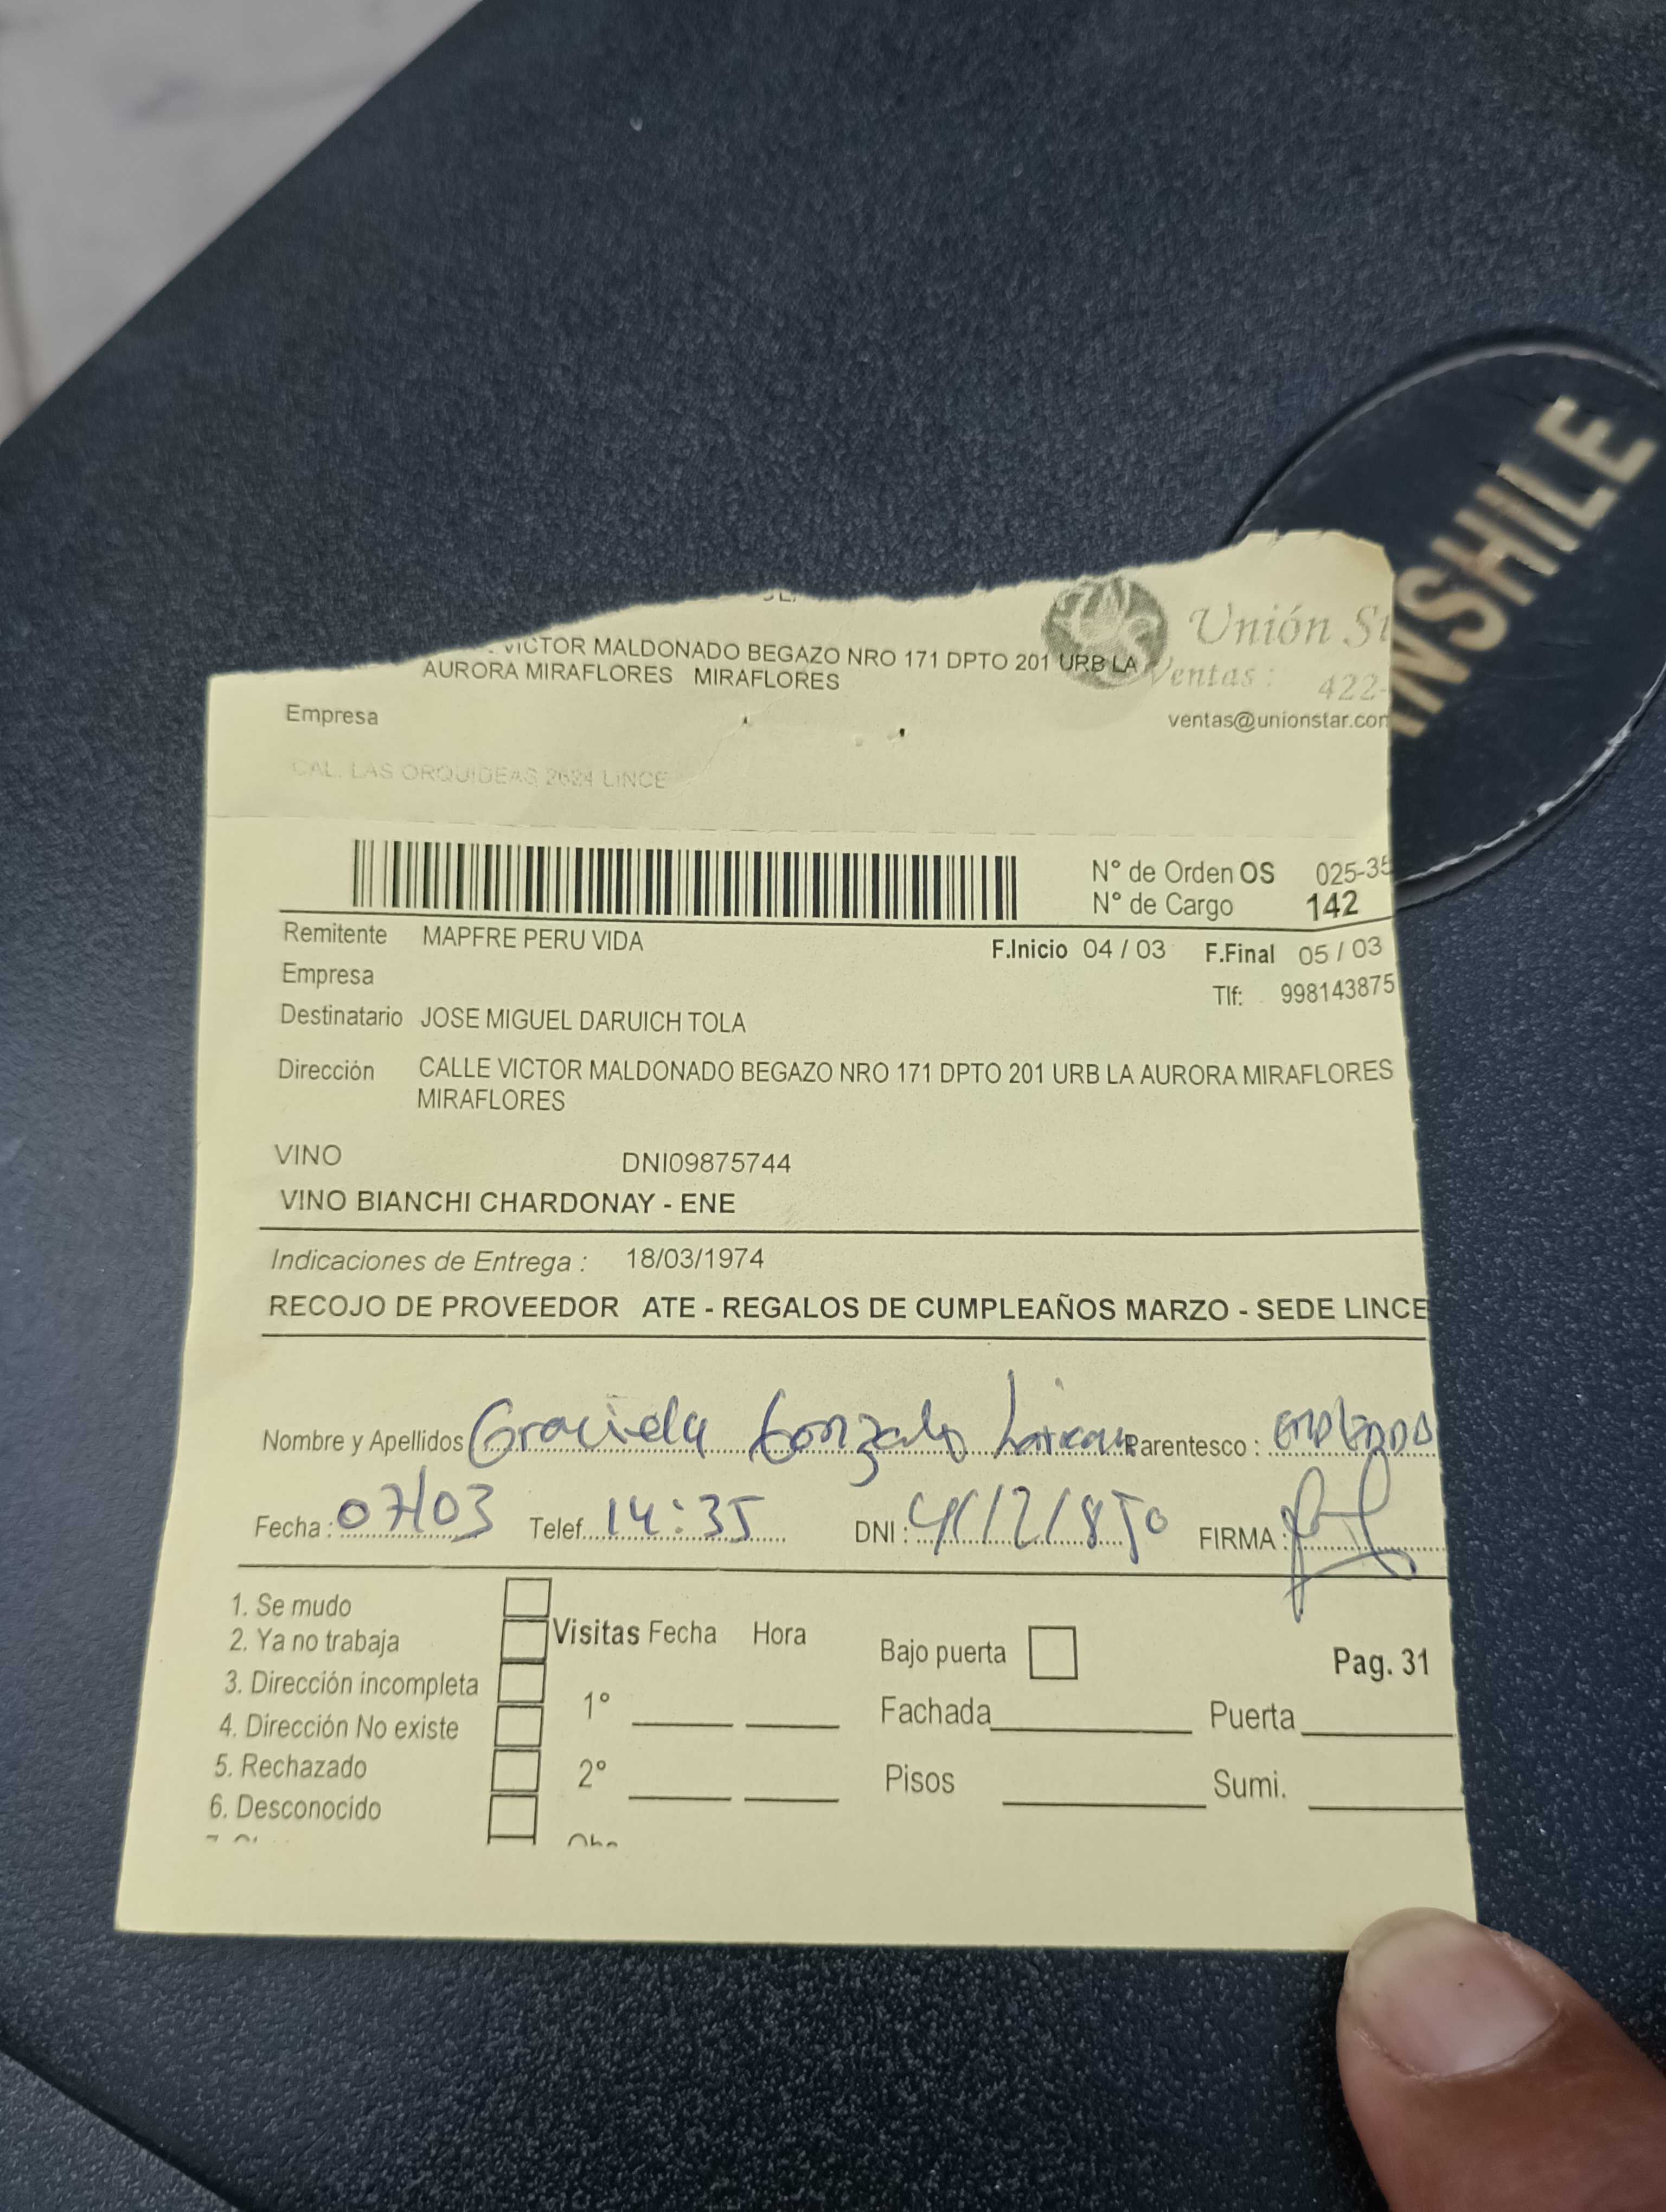 VICTOR MALDONADO BEGAZO NRO 171 DPTO 201 URB LA
AURORA MIRAFLORES MIRAFLORES
Unión St
Ventas : 422-
Empresa
ventas@unionstar.com
CAL. LAS ORQUIDEAS 2624 LINCE
INSHILE
N° de Orden OS 025-35
N° de Cargo 142
Remitente MAPFRE PERU VIDA F.Inicio 04 / 03 F.Final 05 / 03
Empresa Tlf: 998143875
Destinatario JOSE MIGUEL DARUICH TOLA
Dirección CALLE VICTOR MALDONADO BEGAZO NRO 171 DPTO 201 URB LA AURORA MIRAFLORES
MIRAFLORES
VINO DNI09875744
VINO BIANCHI CHARDONAY - ENE
Indicaciones de Entrega : 18/03/1974
RECOJO DE PROVEEDOR ATE - REGALOS DE CUMPLEAÑOS MARZO - SEDE LINCE
Nombre y Apellidos Graciela Gonzales Parentesco :
Fecha : 07/03 Telef. 14:35 DNI : FIRMA :
1. Se mudo
2. Ya no trabaja
3. Dirección incompleta
4. Dirección No existe
5. Rechazado
6. Desconocido
Visitas Fecha Hora
1°
2°
Bajo puerta
Pag. 31
Fachada Puerta
Pisos Sumi.